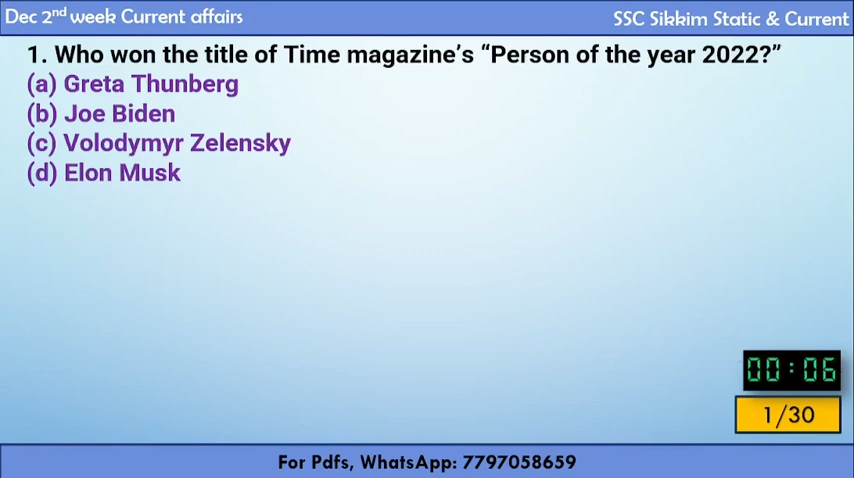 Dec 2nd week Current affairs
SSC Sikkim Static & Current
1. Who won the title of Time magazine's “Person of the year 2022?”
(a) Greta Thunberg
(b) Joe Biden
(c) Volodymyr Zelensky
(d) Elon Musk
00:06
1/30
For Pdfs, WhatsApp: 7797058659